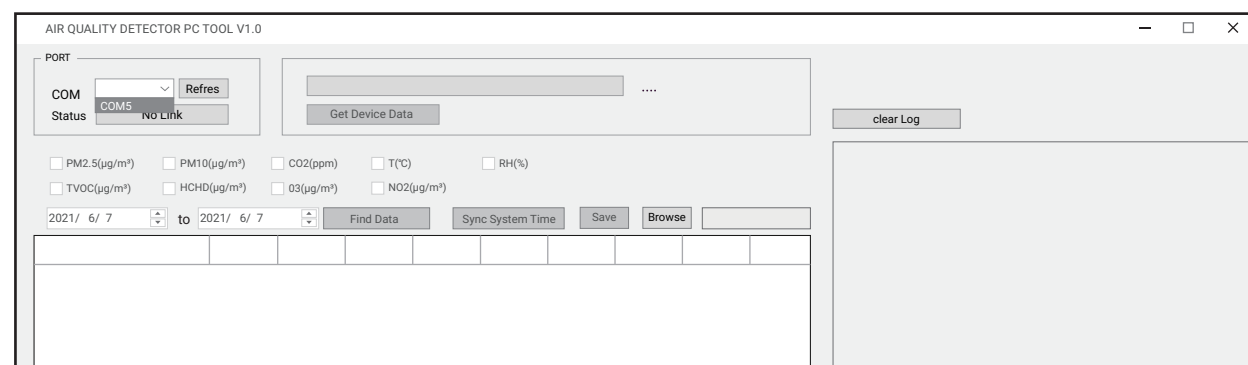 AIR QUALITY DETECTOR PC TOOL V1.0
PORT
COM Refres
COM5
Status No Link
....
Get Device Data
clear Log
PM2.5(μg/m³) PM10(μg/m³) CO2(ppm) T(℃) RH(%)
TVOC(μg/m³) HCHD(μg/m³) 03(μg/m³) NO2(μg/m³)
2021/ 6/ 7 to 2021/ 6/ 7 Find Data Sync System Time Save Browse